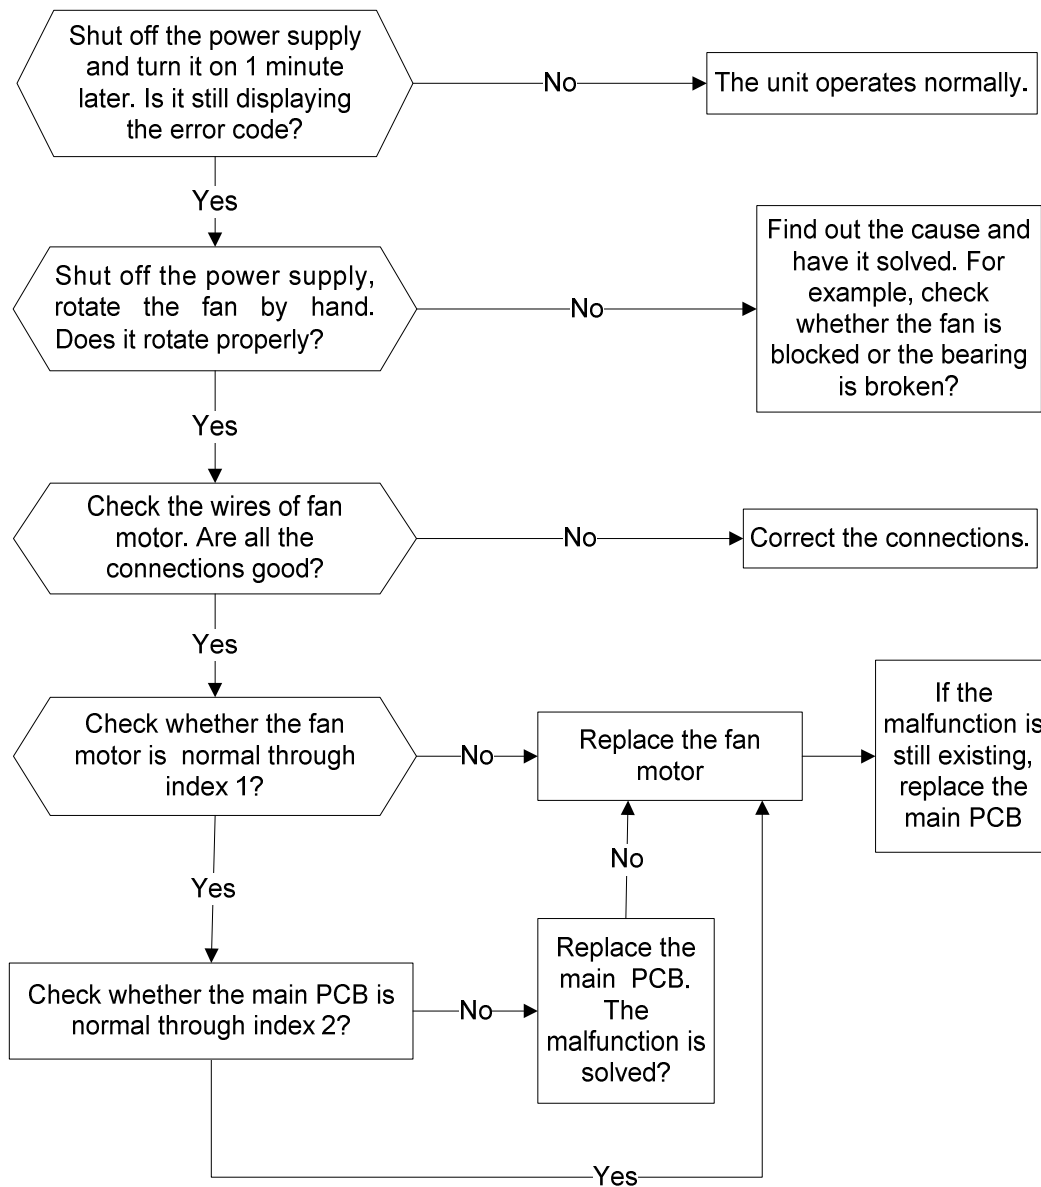 Shut off the power supply
and turn it on 1 minute
later. Is it still displaying
the error code?
No
The unit operates normally.
Yes
Shut off the power supply,
rotate the fan by hand.
Does it rotate properly?
No
Find out the cause and
have it solved. For
example, check
whether the fan is
blocked or the bearing
is broken?
Yes
Check the wires of fan
motor. Are all the
connections good?
No
Correct the connections.
Yes
Check whether the fan
motor is normal through
index 1?
No
Replace the fan
motor
If the
malfunction is
still existing,
replace the
main PCB
Yes
No
Check whether the main PCB is
normal through index 2?
No
Replace the
main PCB.
The
malfunction is
solved?
Yes